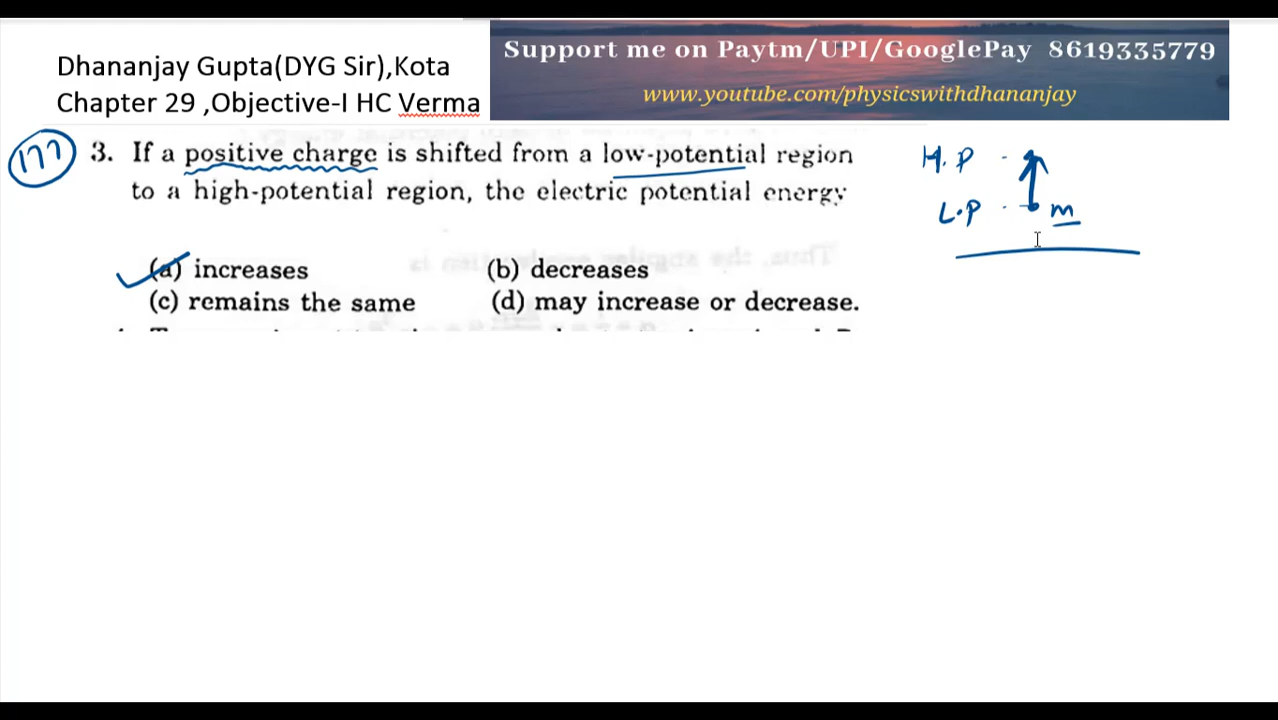 Dhananjay Gupta(DYG Sir),Kota
Chapter 29 ,Objective-I HC Verma
Support me on Paytm/UPI/GooglePay 8619335779
www.youtube.com/physicswithdhananjay
177
3. If a positive charge is shifted from a low-potential region
to a high-potential region, the electric potential energy
(a) increases (b) decreases
(c) remains the same (d) may increase or decrease.
H.P
L.P m